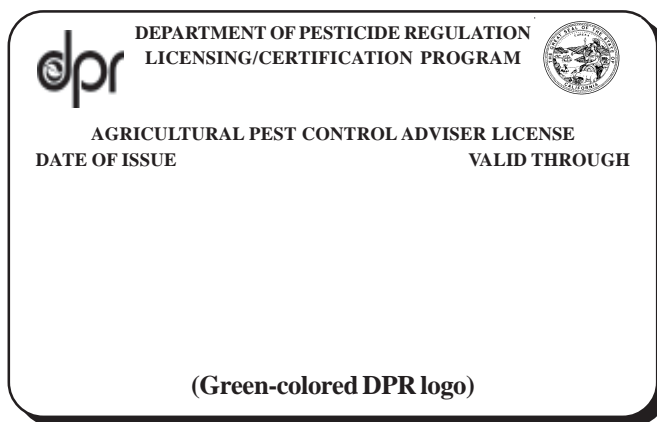 dpr
DEPARTMENT OF PESTICIDE REGULATION
LICENSING/CERTIFICATION PROGRAM
AGRICULTURAL PEST CONTROL ADVISER LICENSE
DATE OF ISSUE VALID THROUGH
(Green-colored DPR logo)